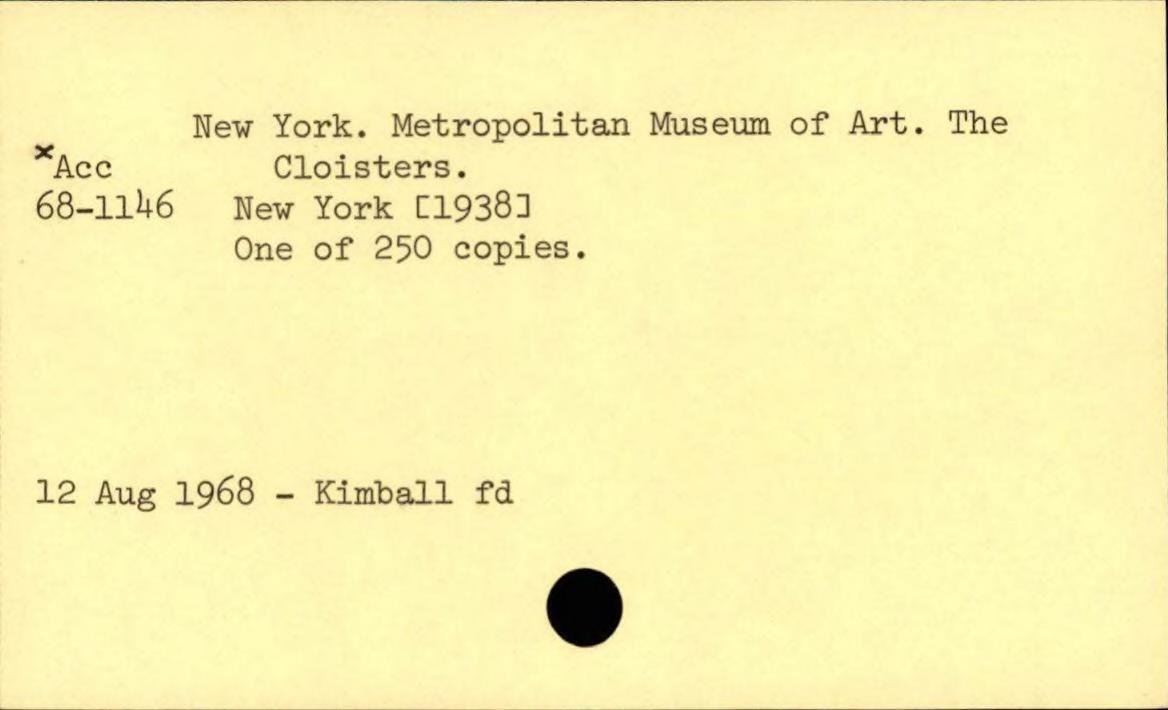 New York. Metropolitan Museum of Art. The
xAcc Cloisters.
68-1146 New York [1938]
One of 250 copies.
12 Aug 1968 - Kimball fd